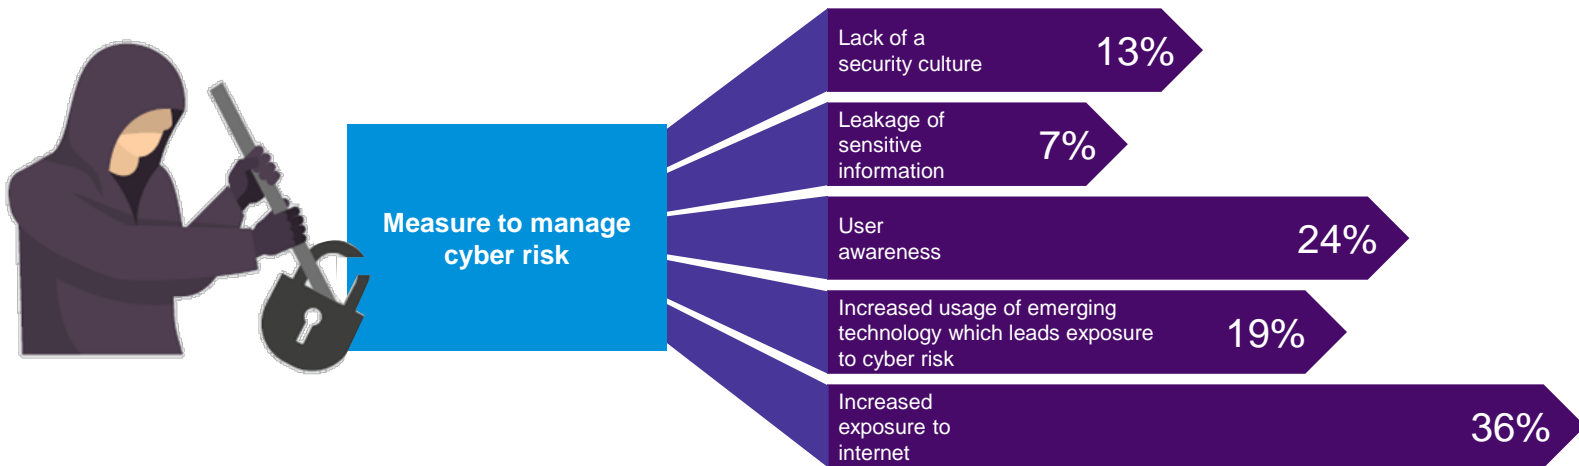 Measure to manage
cyber risk
Lack of a
security culture
13%
Leakage of
sensitive
information
7%
User
awareness
24%
Increased usage of emerging
technology which leads exposure
to cyber risk
19%
Increased
exposure to
internet
36%